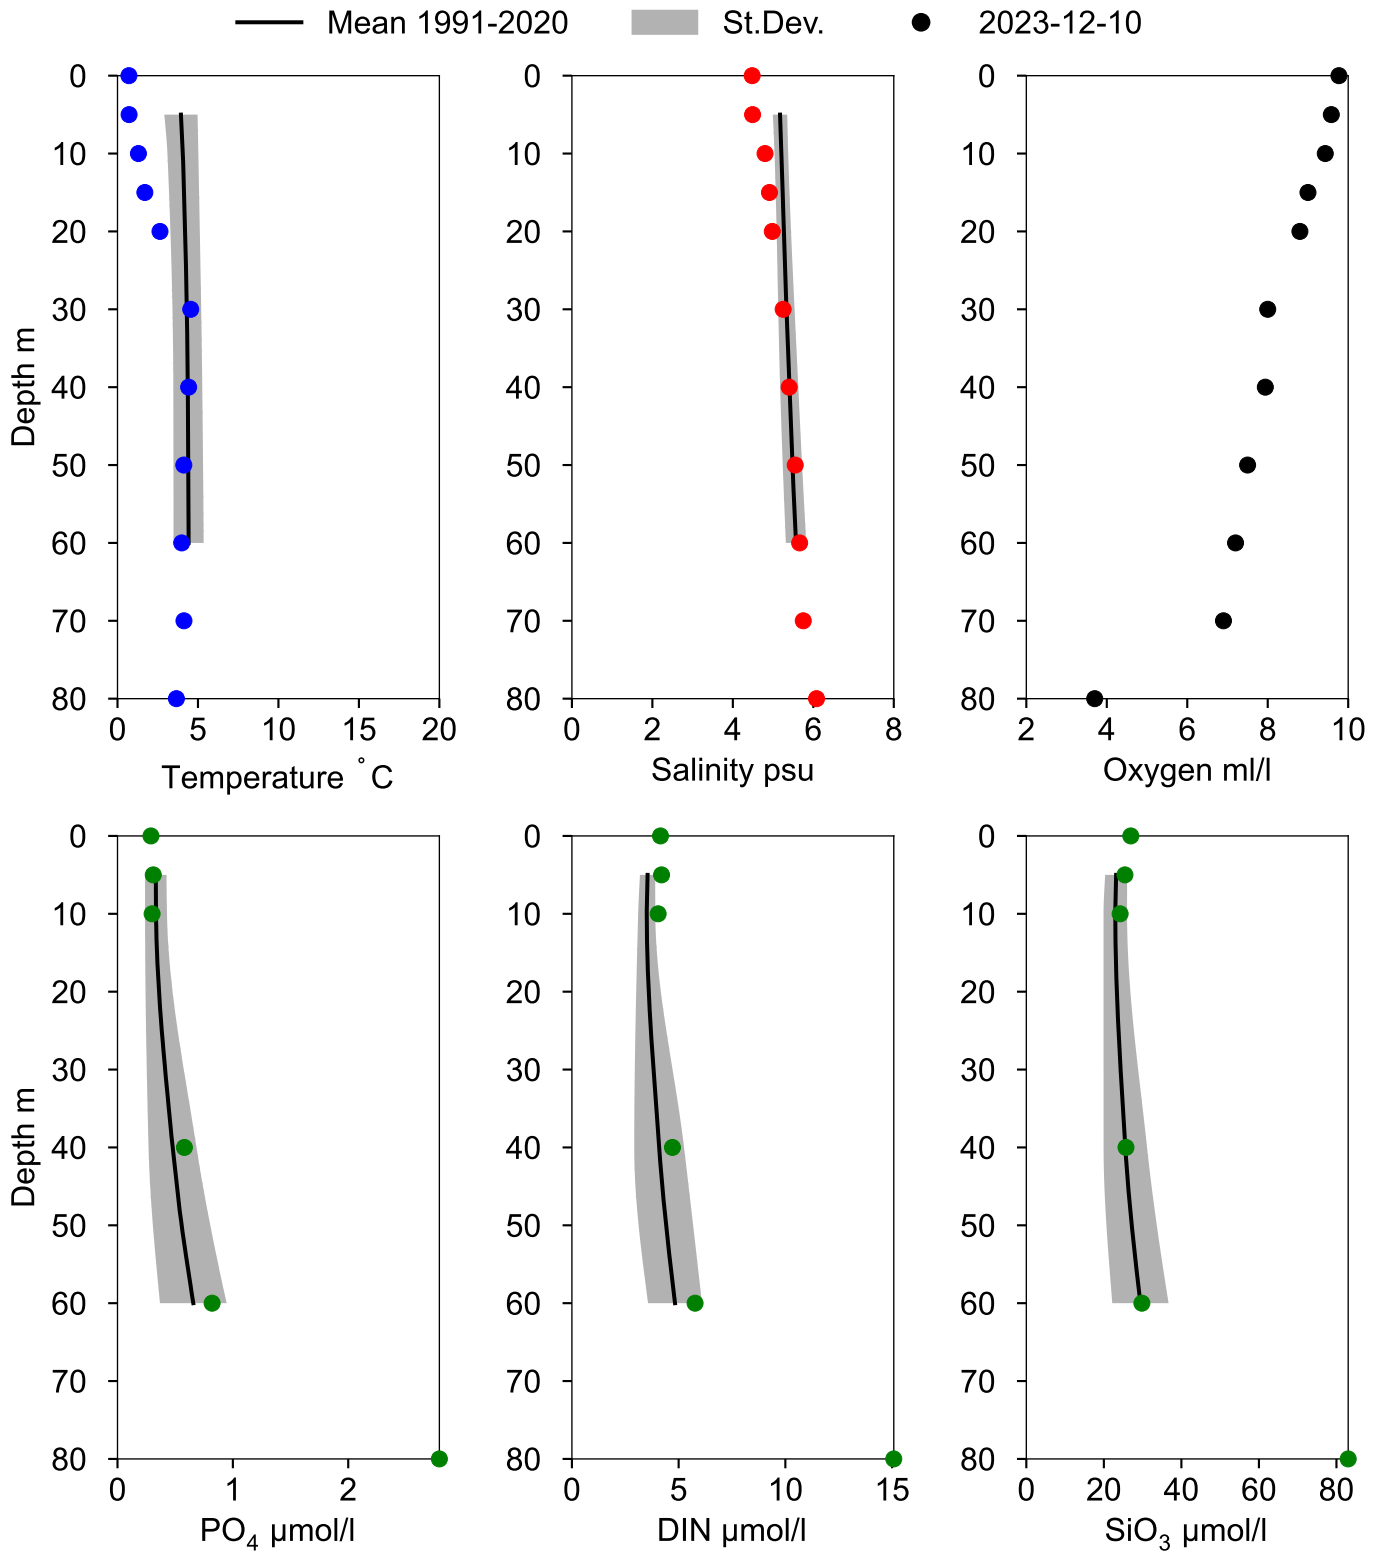 Mean 1991-2020 St.Dev. 2023-12-10
0 0 0
10 10 10
20 20 20
30 30 30
40 40 40
50 50 50
60 60 60
70 70 70
80 80 80
Depth m
0 5 10 15 20 0 2 4 6 8 2 4 6 8 10
Temperature °C Salinity psu Oxygen ml/l
0 0 0
10 10 10
20 20 20
30 30 30
40 40 40
50 50 50
60 60 60
70 70 70
80 80 80
Depth m
0 1 2 0 5 10 15 0 20 40 60 80
PO₄ µmol/l DIN µmol/l SiO₃ µmol/l